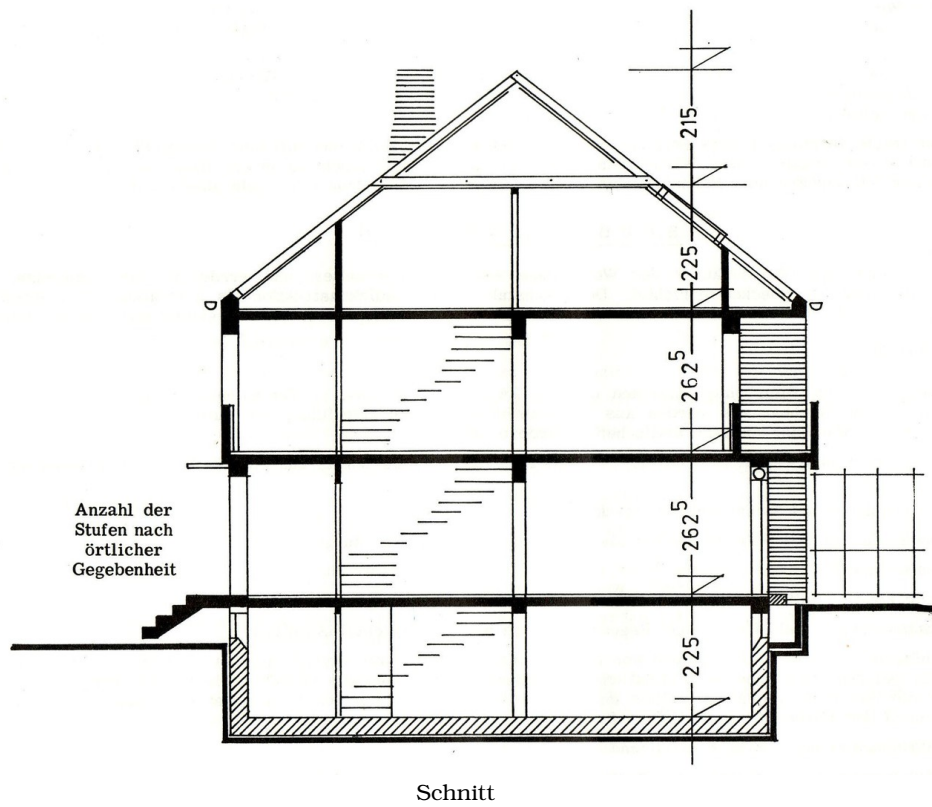 215
225
262⁵
Anzahl der
Stufen nach
örtlicher
Gegebenheit
262⁵
225
Schnitt